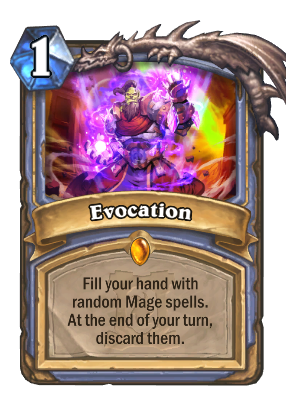 1
Evocation
Fill your hand with
random Mage spells.
At the end of your turn,
discard them.